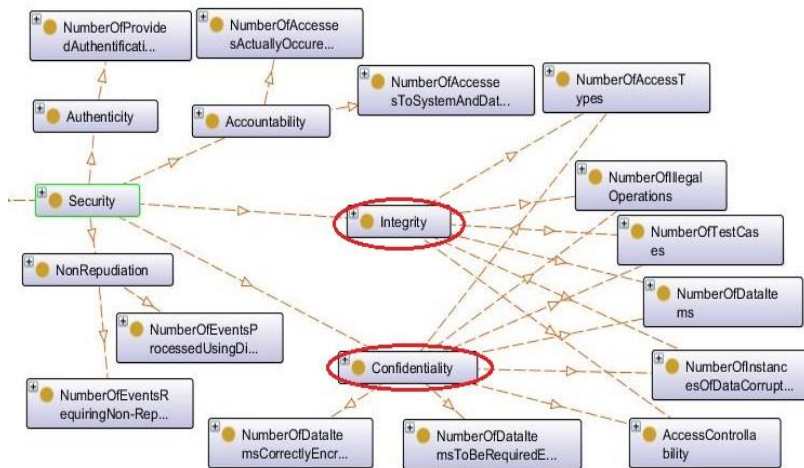 NumberOfProvide
dAuthentificati...
NumberOfAccesse
sActuallyOccure...
NumberOfAccesse
sToSystemAndDat...
NumberOfAccessT
ypes
Authenticity
Accountability
NumberOfIllegal
Operations
Security
Integrity
NumberOfTestCas
es
NonRepudiation
NumberOfDataIte
ms
NumberOfEventsP
rocessedUsingDi...
Confidentiality
NumberOfInstanc
esOfDataCorrupt...
NumberOfEventsR
equiringNon-Rep...
NumberOfDataIte
msCorrectlyEncr...
NumberOfDataIte
msToBeRequiredE...
AccessControlla
bility